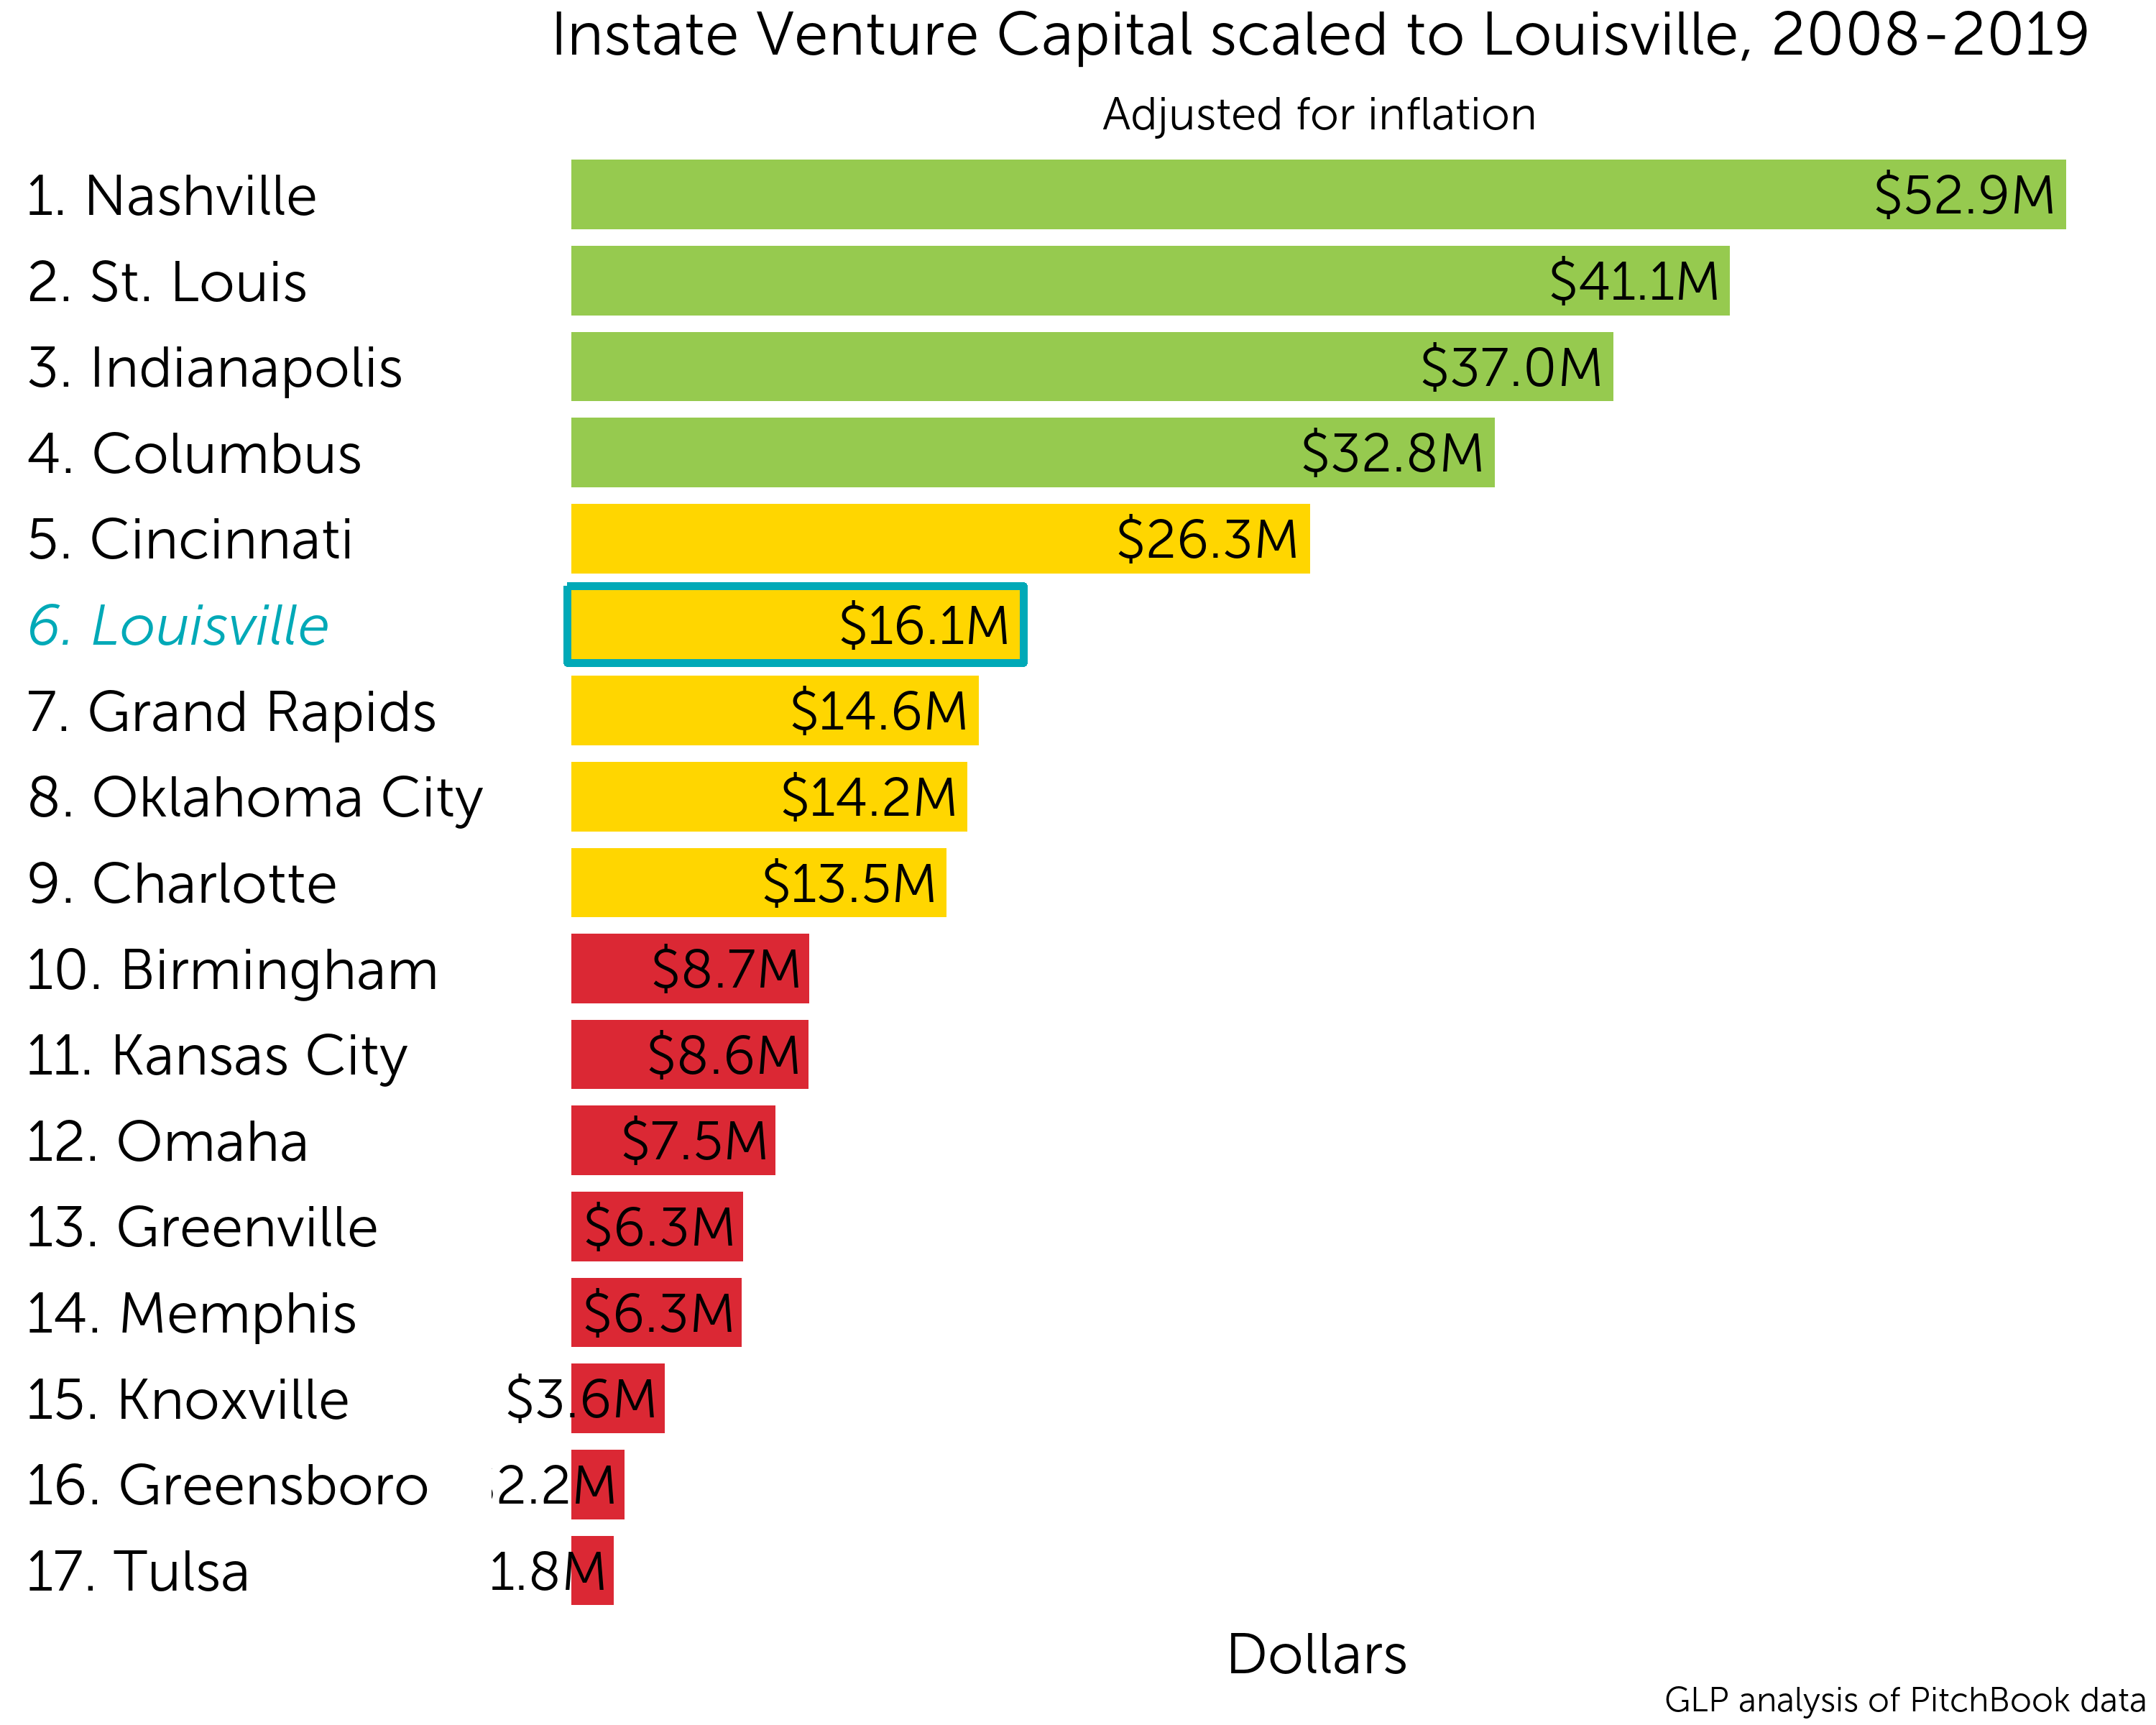 Instate Venture Capital scaled to Louisville, 2008-2019
Adjusted for inflation
1. Nashville $52.9M
2. St. Louis $41.1M
3. Indianapolis $37.0M
4. Columbus $32.8M
5. Cincinnati $26.3M
6. Louisville $16.1M
7. Grand Rapids $14.6M
8. Oklahoma City $14.2M
9. Charlotte $13.5M
10. Birmingham $8.7M
11. Kansas City $8.6M
12. Omaha $7.5M
13. Greenville $6.3M
14. Memphis $6.3M
15. Knoxville $3.6M
16. Greensboro 2.2M
17. Tulsa 1.8M
Dollars
GLP analysis of PitchBook data